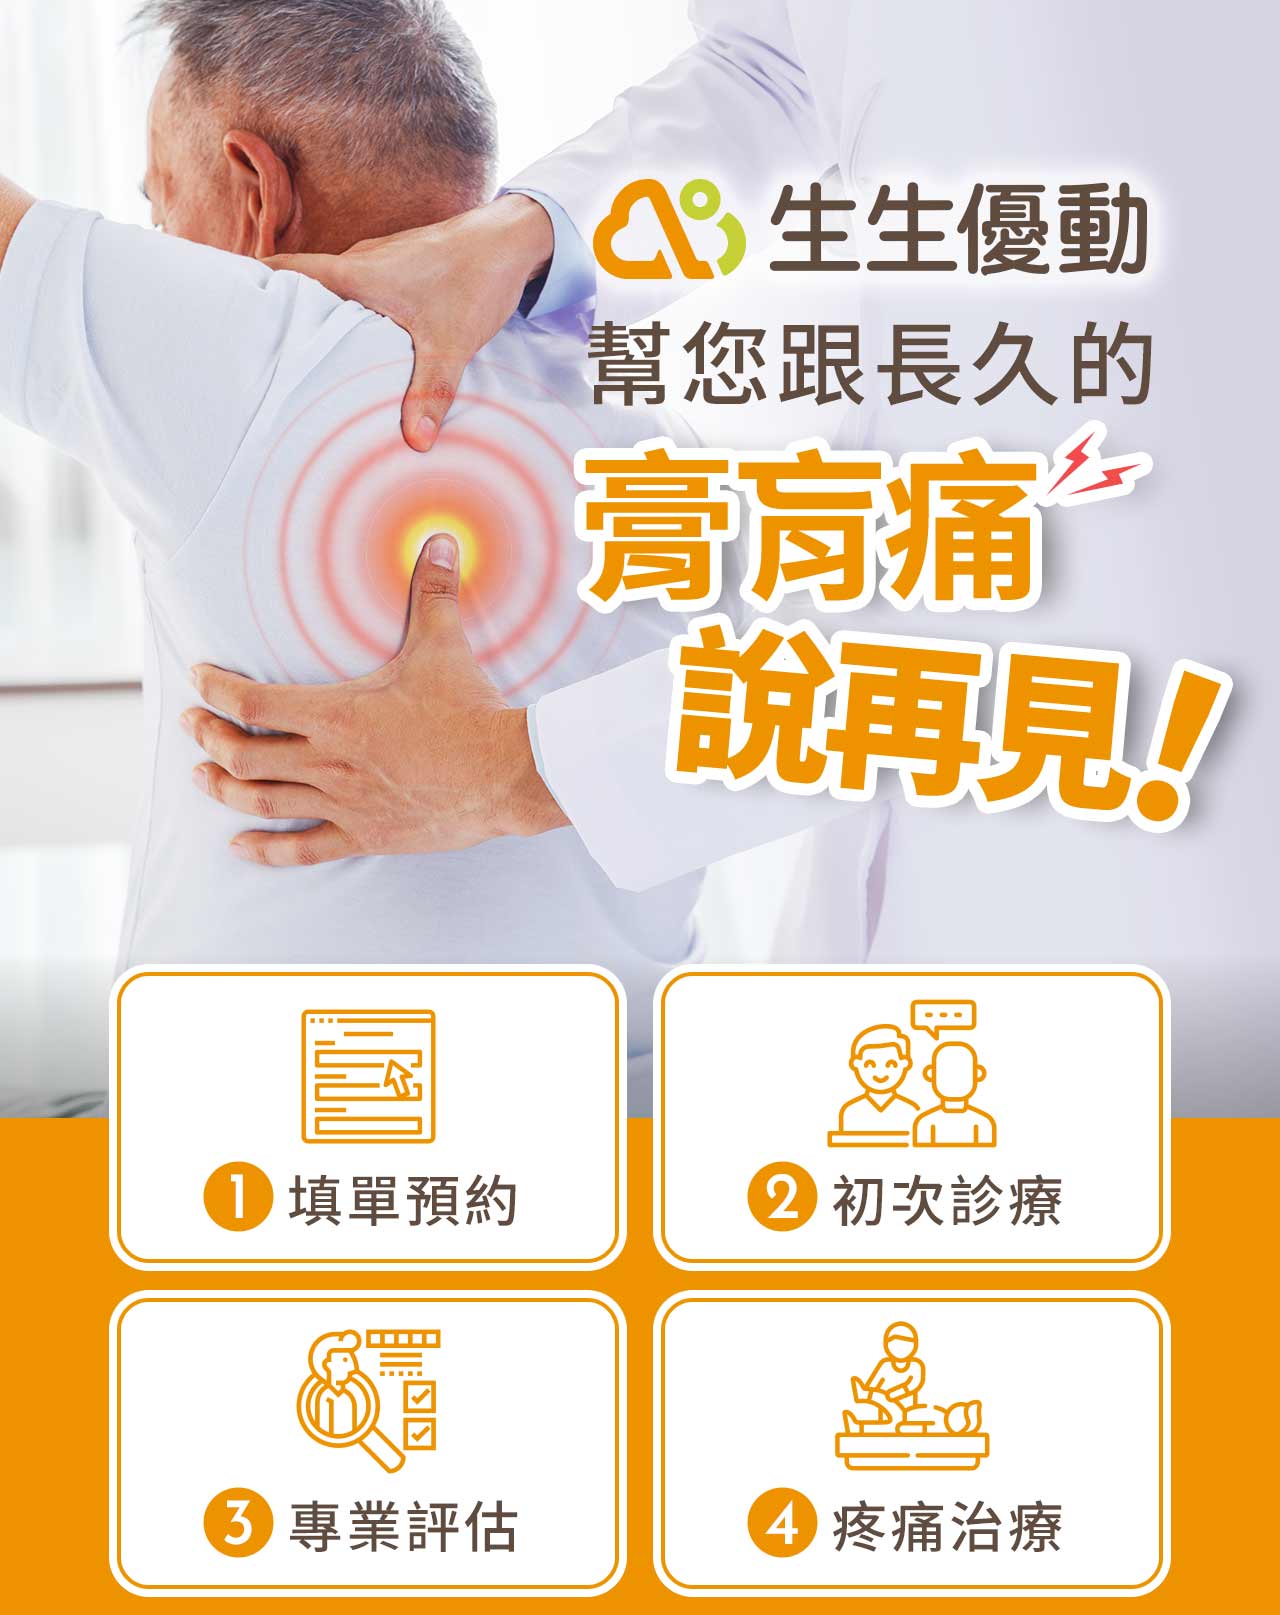 生生優動
幫您跟長久的
膏肓痛
說再見!
1 填單預約
2 初次診療
3 專業評估
4 疼痛治療